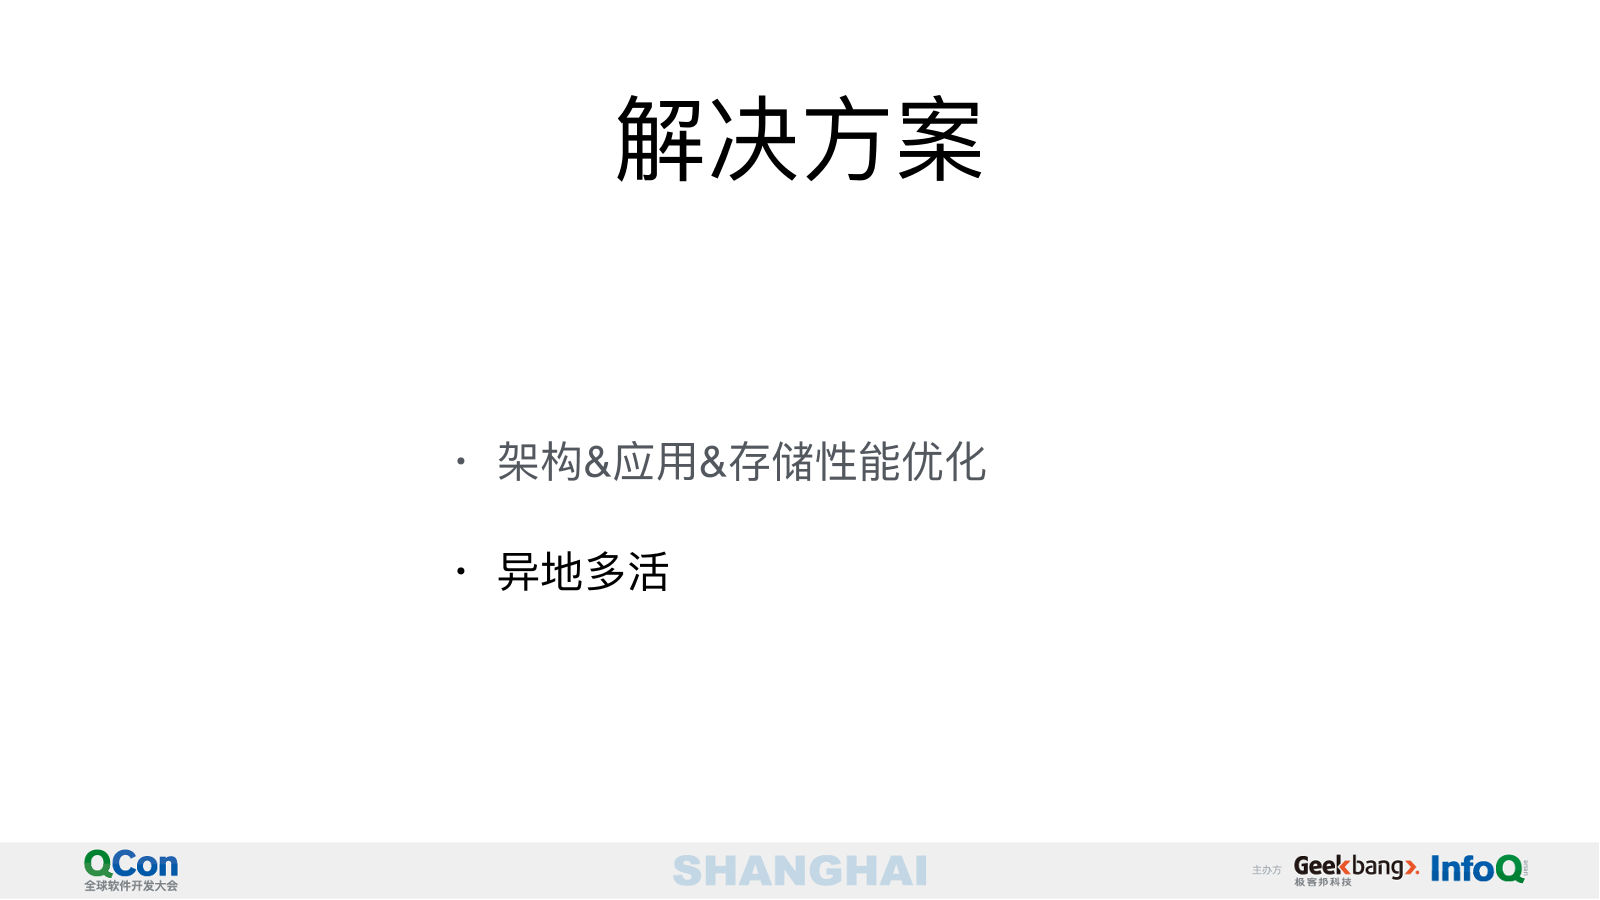 解决方案
• 架构&应用&存储性能优化
• 异地多活
QCon
全球软件开发大会
SHANGHAI
主办方
Geekbang>.
极客邦科技
InfoQ